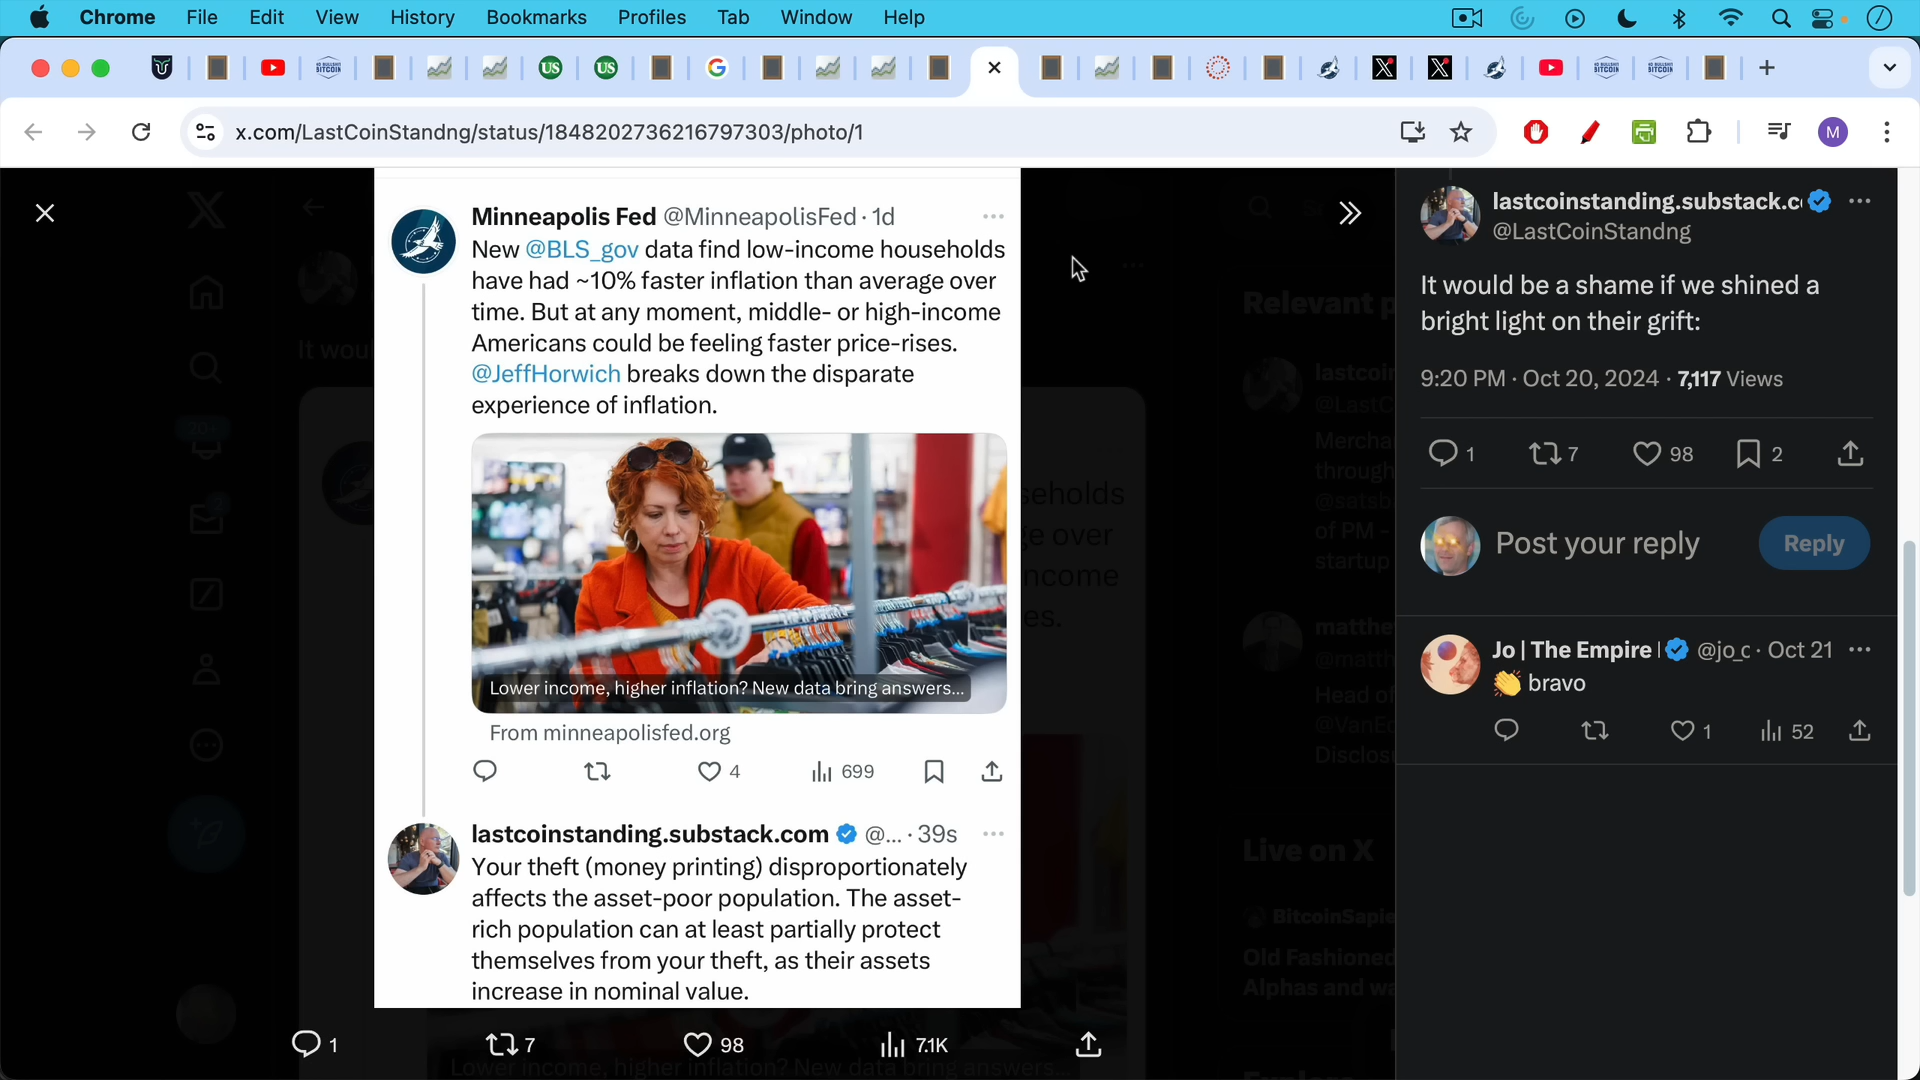 Chrome File Edit View History Bookmarks Profiles Tab Window Help
x.com/LastCoinStandng/status/1848202736216797303/photo/1
M
Minneapolis Fed @MinneapolisFed · 1d
New @BLS_gov data find low-income households
have had ~10% faster inflation than average over
time. But at any moment, middle- or high-income
Americans could be feeling faster price-rises.
@JeffHorwich breaks down the disparate
experience of inflation.
Lower income, higher inflation? New data bring answers...
From minneapolisfed.org
4 699
lastcoinstanding.substack.com @... · 39s
Your theft (money printing) disproportionately
affects the asset-poor population. The asset-
rich population can at least partially protect
themselves from your theft, as their assets
increase in nominal value.
1 7 98 7.1K
Lower income, higher inflation? New data bring answers...
It wou
seholds
ge over
ncome
es.
Relevant p
lastcoin
@LastC
Mercha
through
@satsb
of PM -
startup
matthe
@matth
Head of
@VanEc
Disclosu
Live on X
BitcoinSapie
Old Fashioned
Alphas and wa
lastcoinstanding.substack.c
@LastCoinStandng
It would be a shame if we shined a
bright light on their grift:
9:20 PM · Oct 20, 2024 · 7,117 Views
1 7 98 2
Post your reply
Reply
Jo | The Empire @jo_c · Oct 21
bravo
1 52